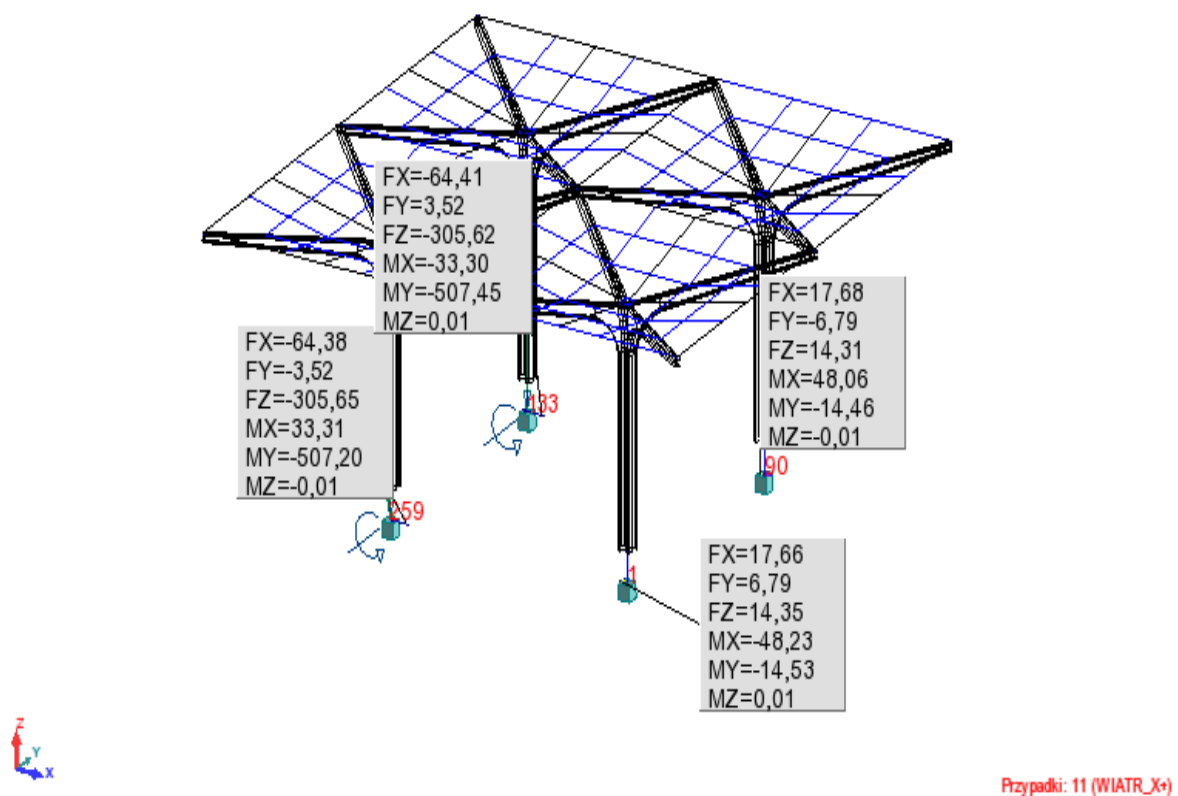 FX=-64,41
FY=3,52
FZ=-305,62
MX=-33,30
MY=-507,45
MZ=0,01
FX=17,68
FY=-6,79
FZ=14,31
MX=48,06
MY=-14,46
MZ=-0,01
FX=-64,38
FY=-3,52
FZ=-305,65
MX=33,31
MY=-507,20
MZ=-0,01
133
90
259
1
FX=17,66
FY=6,79
FZ=14,35
MX=-48,23
MY=-14,53
MZ=0,01
Z
Y
X
Przypadki: 11 (WIATR_X+)